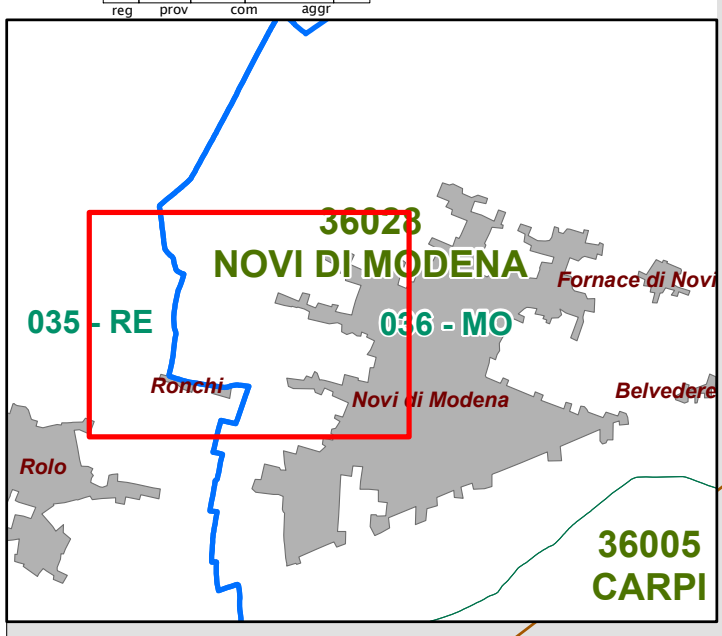 reg prov com aggr
36028
NOVI DI MODENA
Fornace di Novi
035 - RE
036 - MO
Ronchi
Novi di Modena
Belvedere
Rolo
36005
CARPI